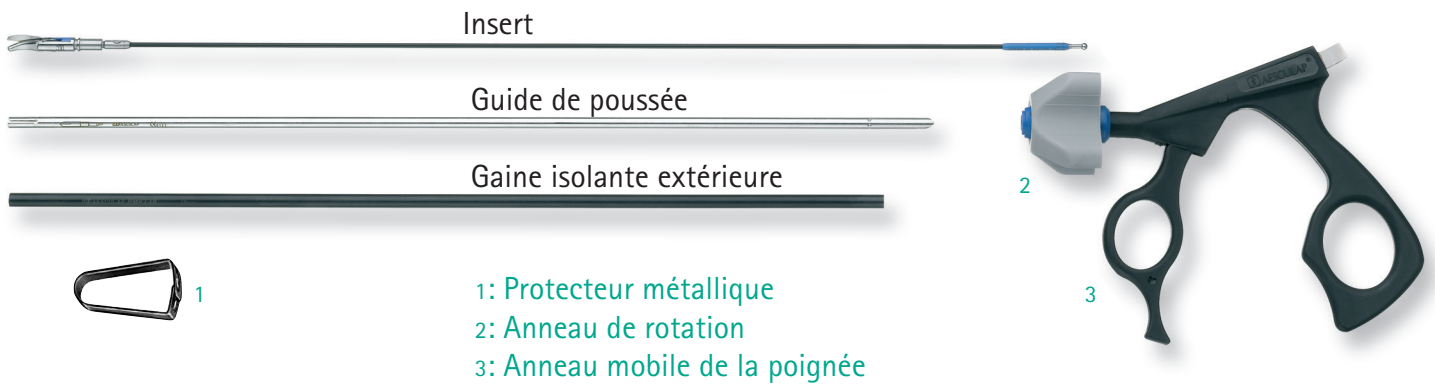 Insert
Guide de poussée
Gaine isolante extérieure
AESCULAP®
2
1
3
1: Protecteur métallique
2: Anneau de rotation
3: Anneau mobile de la poignée